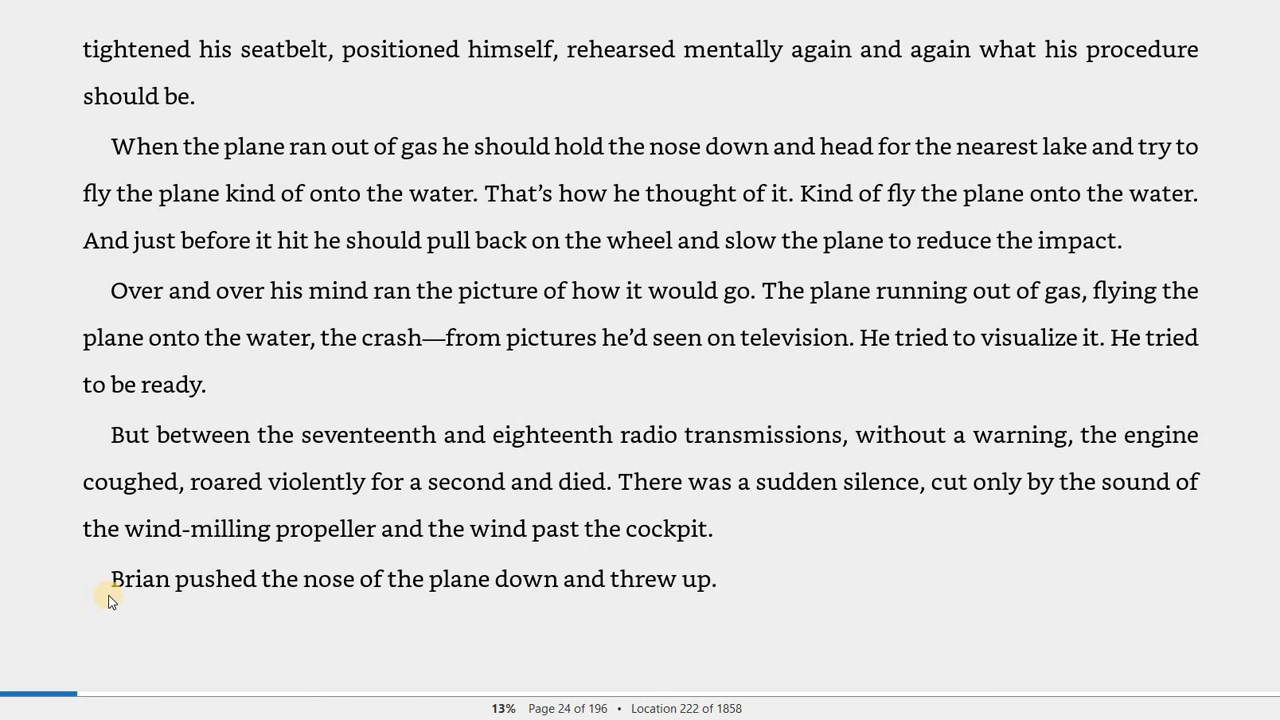 tightened his seatbelt, positioned himself, rehearsed mentally again and again what his procedure
should be.
When the plane ran out of gas he should hold the nose down and head for the nearest lake and try to
fly the plane kind of onto the water. That’s how he thought of it. Kind of fly the plane onto the water.
And just before it hit he should pull back on the wheel and slow the plane to reduce the impact.
Over and over his mind ran the picture of how it would go. The plane running out of gas, flying the
plane onto the water, the crash—from pictures he’d seen on television. He tried to visualize it. He tried
to be ready.
But between the seventeenth and eighteenth radio transmissions, without a warning, the engine
coughed, roared violently for a second and died. There was a sudden silence, cut only by the sound of
the wind-milling propeller and the wind past the cockpit.
Brian pushed the nose of the plane down and threw up.
13% Page 24 of 196 • Location 222 of 1858